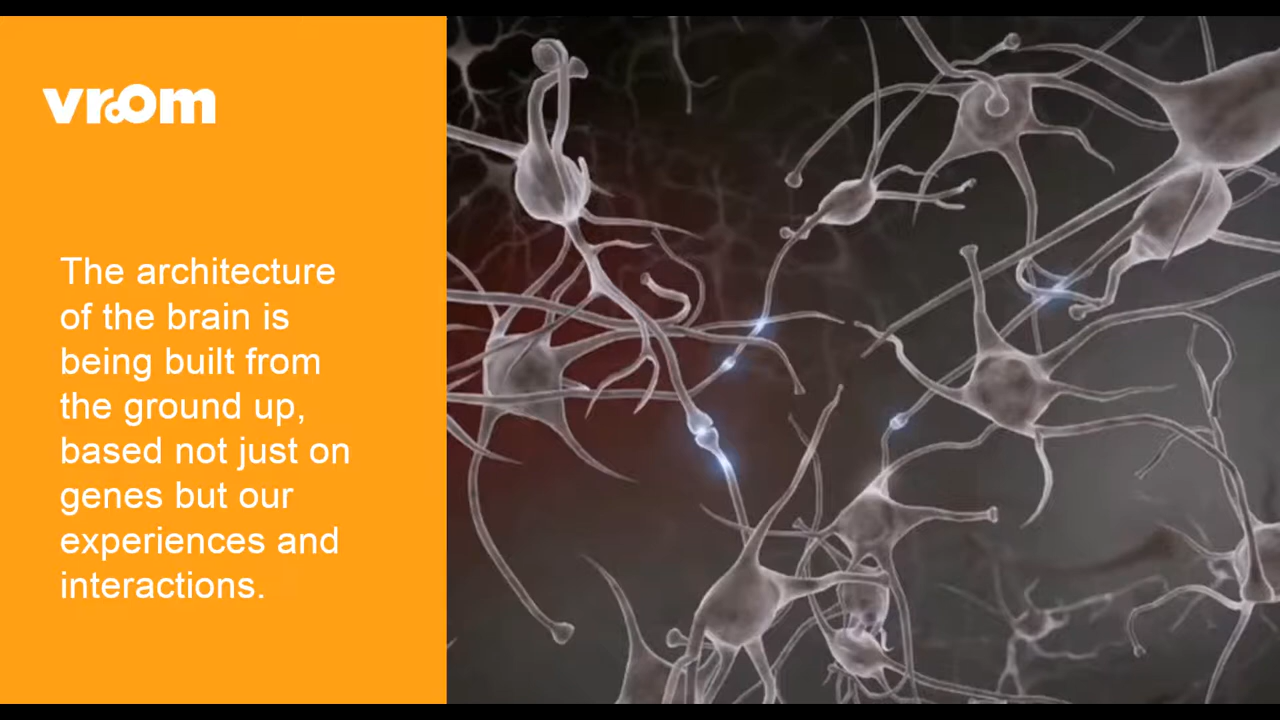 vroom
The architecture
of the brain is
being built from
the ground up,
based not just on
genes but our
experiences and
interactions.